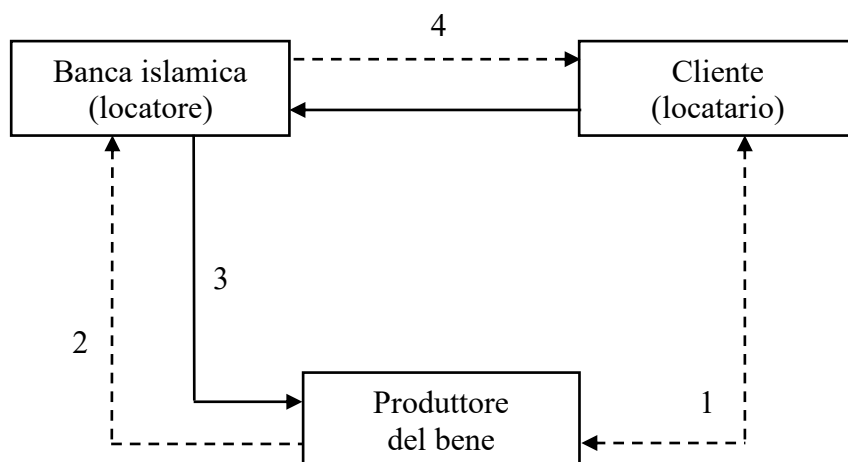 4
Banca islamica
(locatore)
Cliente
(locatario)
3
2
1
Produttore
del bene